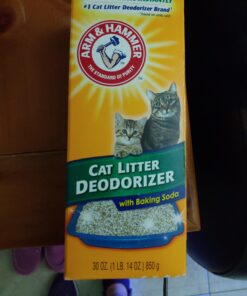 INSTANTLY
#1 Cat Litter Deodorizer Brand
ARM & HAMMER
THE STANDARD OF PURITY
CAT LITTER
DEODORIZER
with Baking Soda
30 OZ. (1 LB. 14 OZ.) 850 g